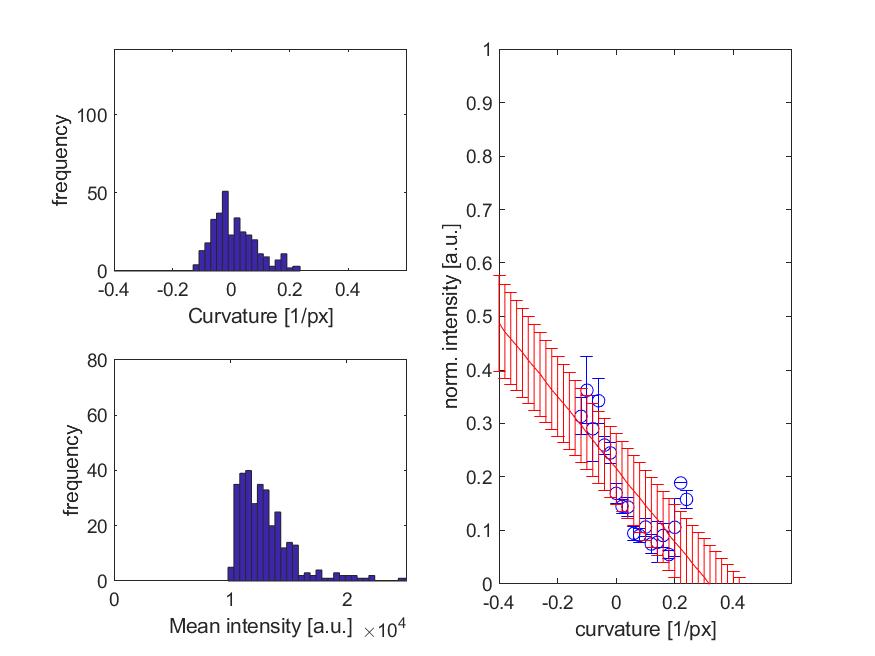 100
50
0
frequency
-0.4 -0.2 0 0.2 0.4
Curvature [1/px]
80
60
40
20
0
frequency
0 1 2
Mean intensity [a.u.] ×10^4
1
0.9
0.8
0.7
0.6
0.5
0.4
0.3
0.2
0.1
0
norm. intensity [a.u.]
-0.4 -0.2 0 0.2 0.4
curvature [1/px]